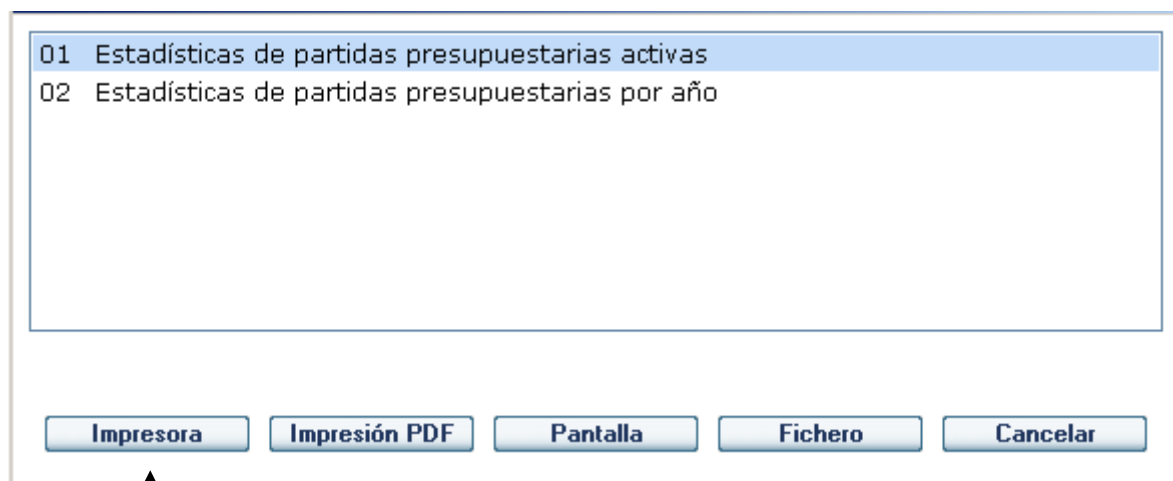 01 Estadísticas de partidas presupuestarias activas
02 Estadísticas de partidas presupuestarias por año
Impresora Impresión PDF Pantalla Fichero Cancelar